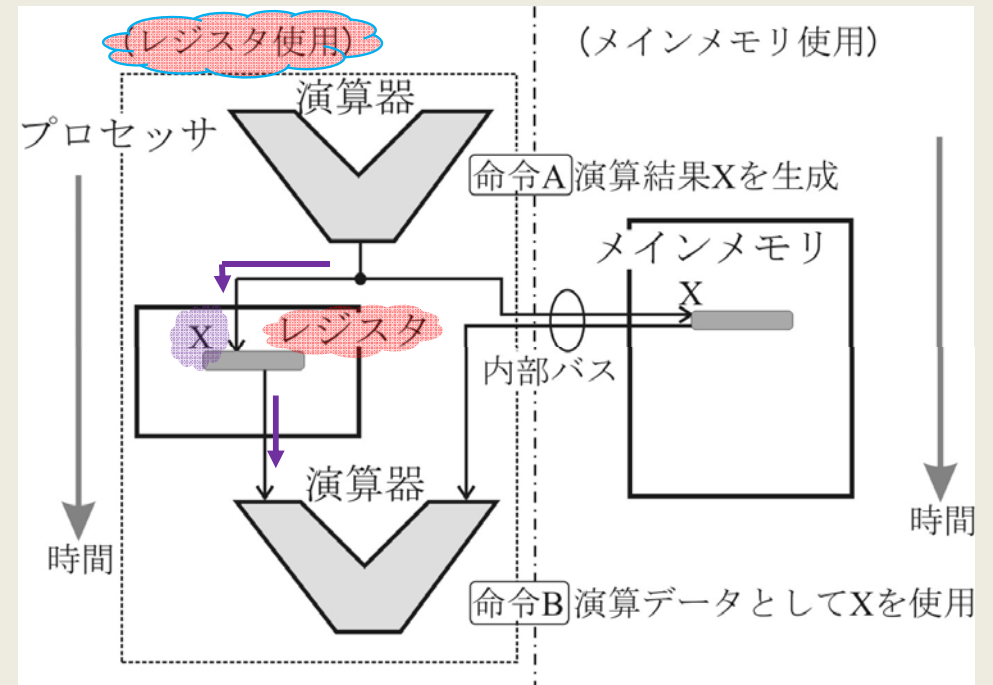 (レジスタ使用)
(メインメモリ使用)
演算器
プロセッサ
命令A 演算結果Xを生成
メインメモリ
X
X
レジスタ
内部バス
演算器
時間
時間
命令B 演算データとしてXを使用